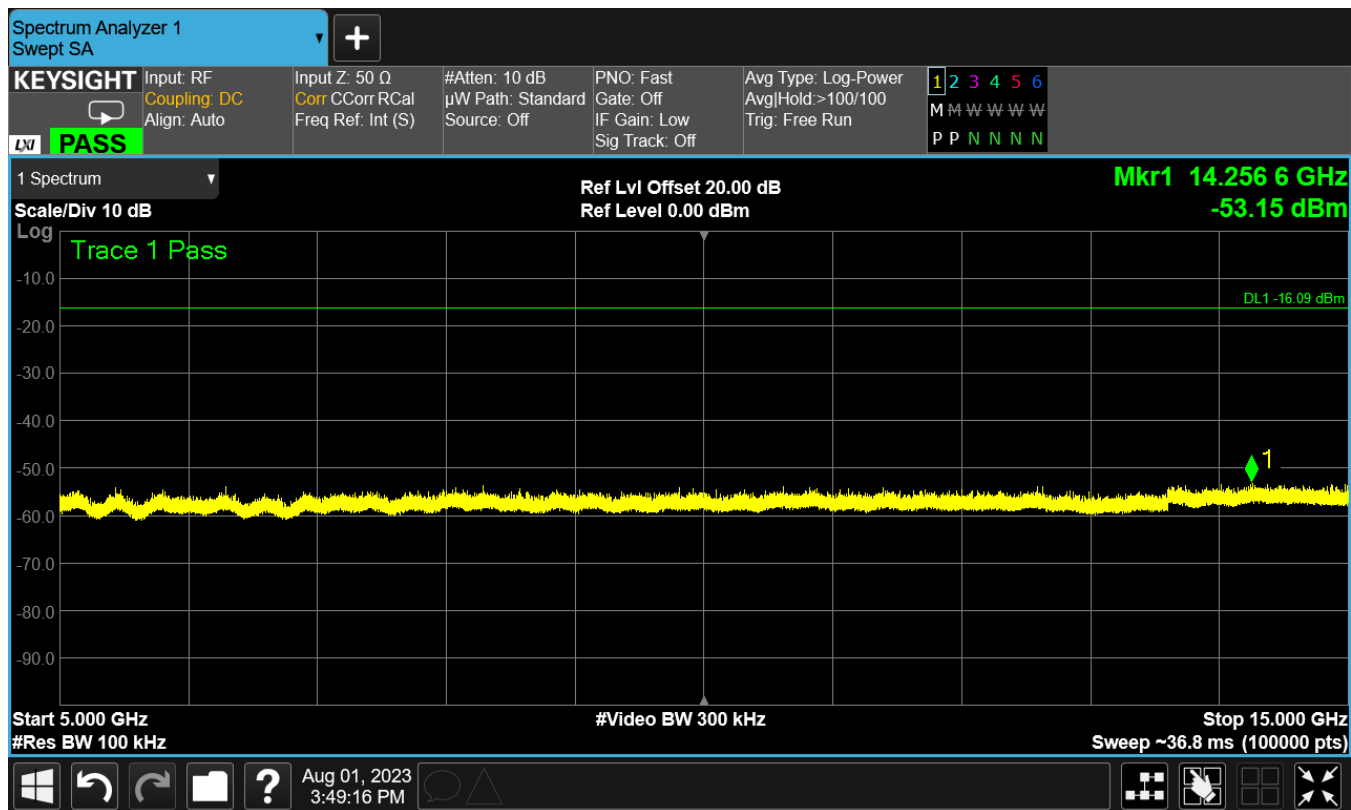 Spectrum Analyzer 1
Swept SA
KEYSIGHT
LXI PASS
Input: RF
Coupling: DC
Align: Auto
Input Z: 50 Ω
Corr CCorr RCal
Freq Ref: Int (S)
#Atten: 10 dB
µW Path: Standard
Source: Off
PNO: Fast
Gate: Off
IF Gain: Low
Sig Track: Off
Avg Type: Log-Power
Avg|Hold:>100/100
Trig: Free Run
1 2 3 4 5 6
M W W W W W
P P N N N N
1 Spectrum
Scale/Div 10 dB
Log
Ref Lvl Offset 20.00 dB
Ref Level 0.00 dBm
Mkr1 14.256 6 GHz
-53.15 dBm
Trace 1 Pass
DL1 -16.09 dBm
-10.0
-20.0
-30.0
-40.0
-50.0
-60.0
-70.0
-80.0
-90.0
1
Start 5.000 GHz
#Res BW 100 kHz
#Video BW 300 kHz
Stop 15.000 GHz
Sweep ~36.8 ms (100000 pts)
?
Aug 01, 2023
3:49:16 PM